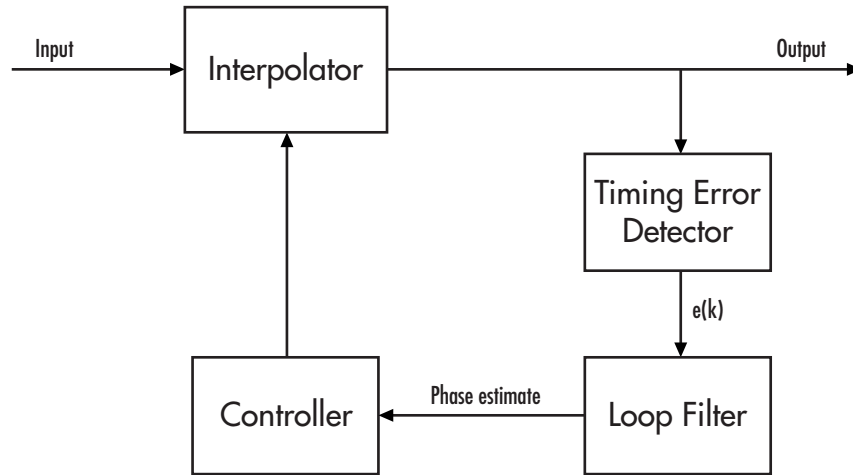 Input
Interpolator
Output
Timing Error
Detector
e(k)
Controller
Phase estimate
Loop Filter